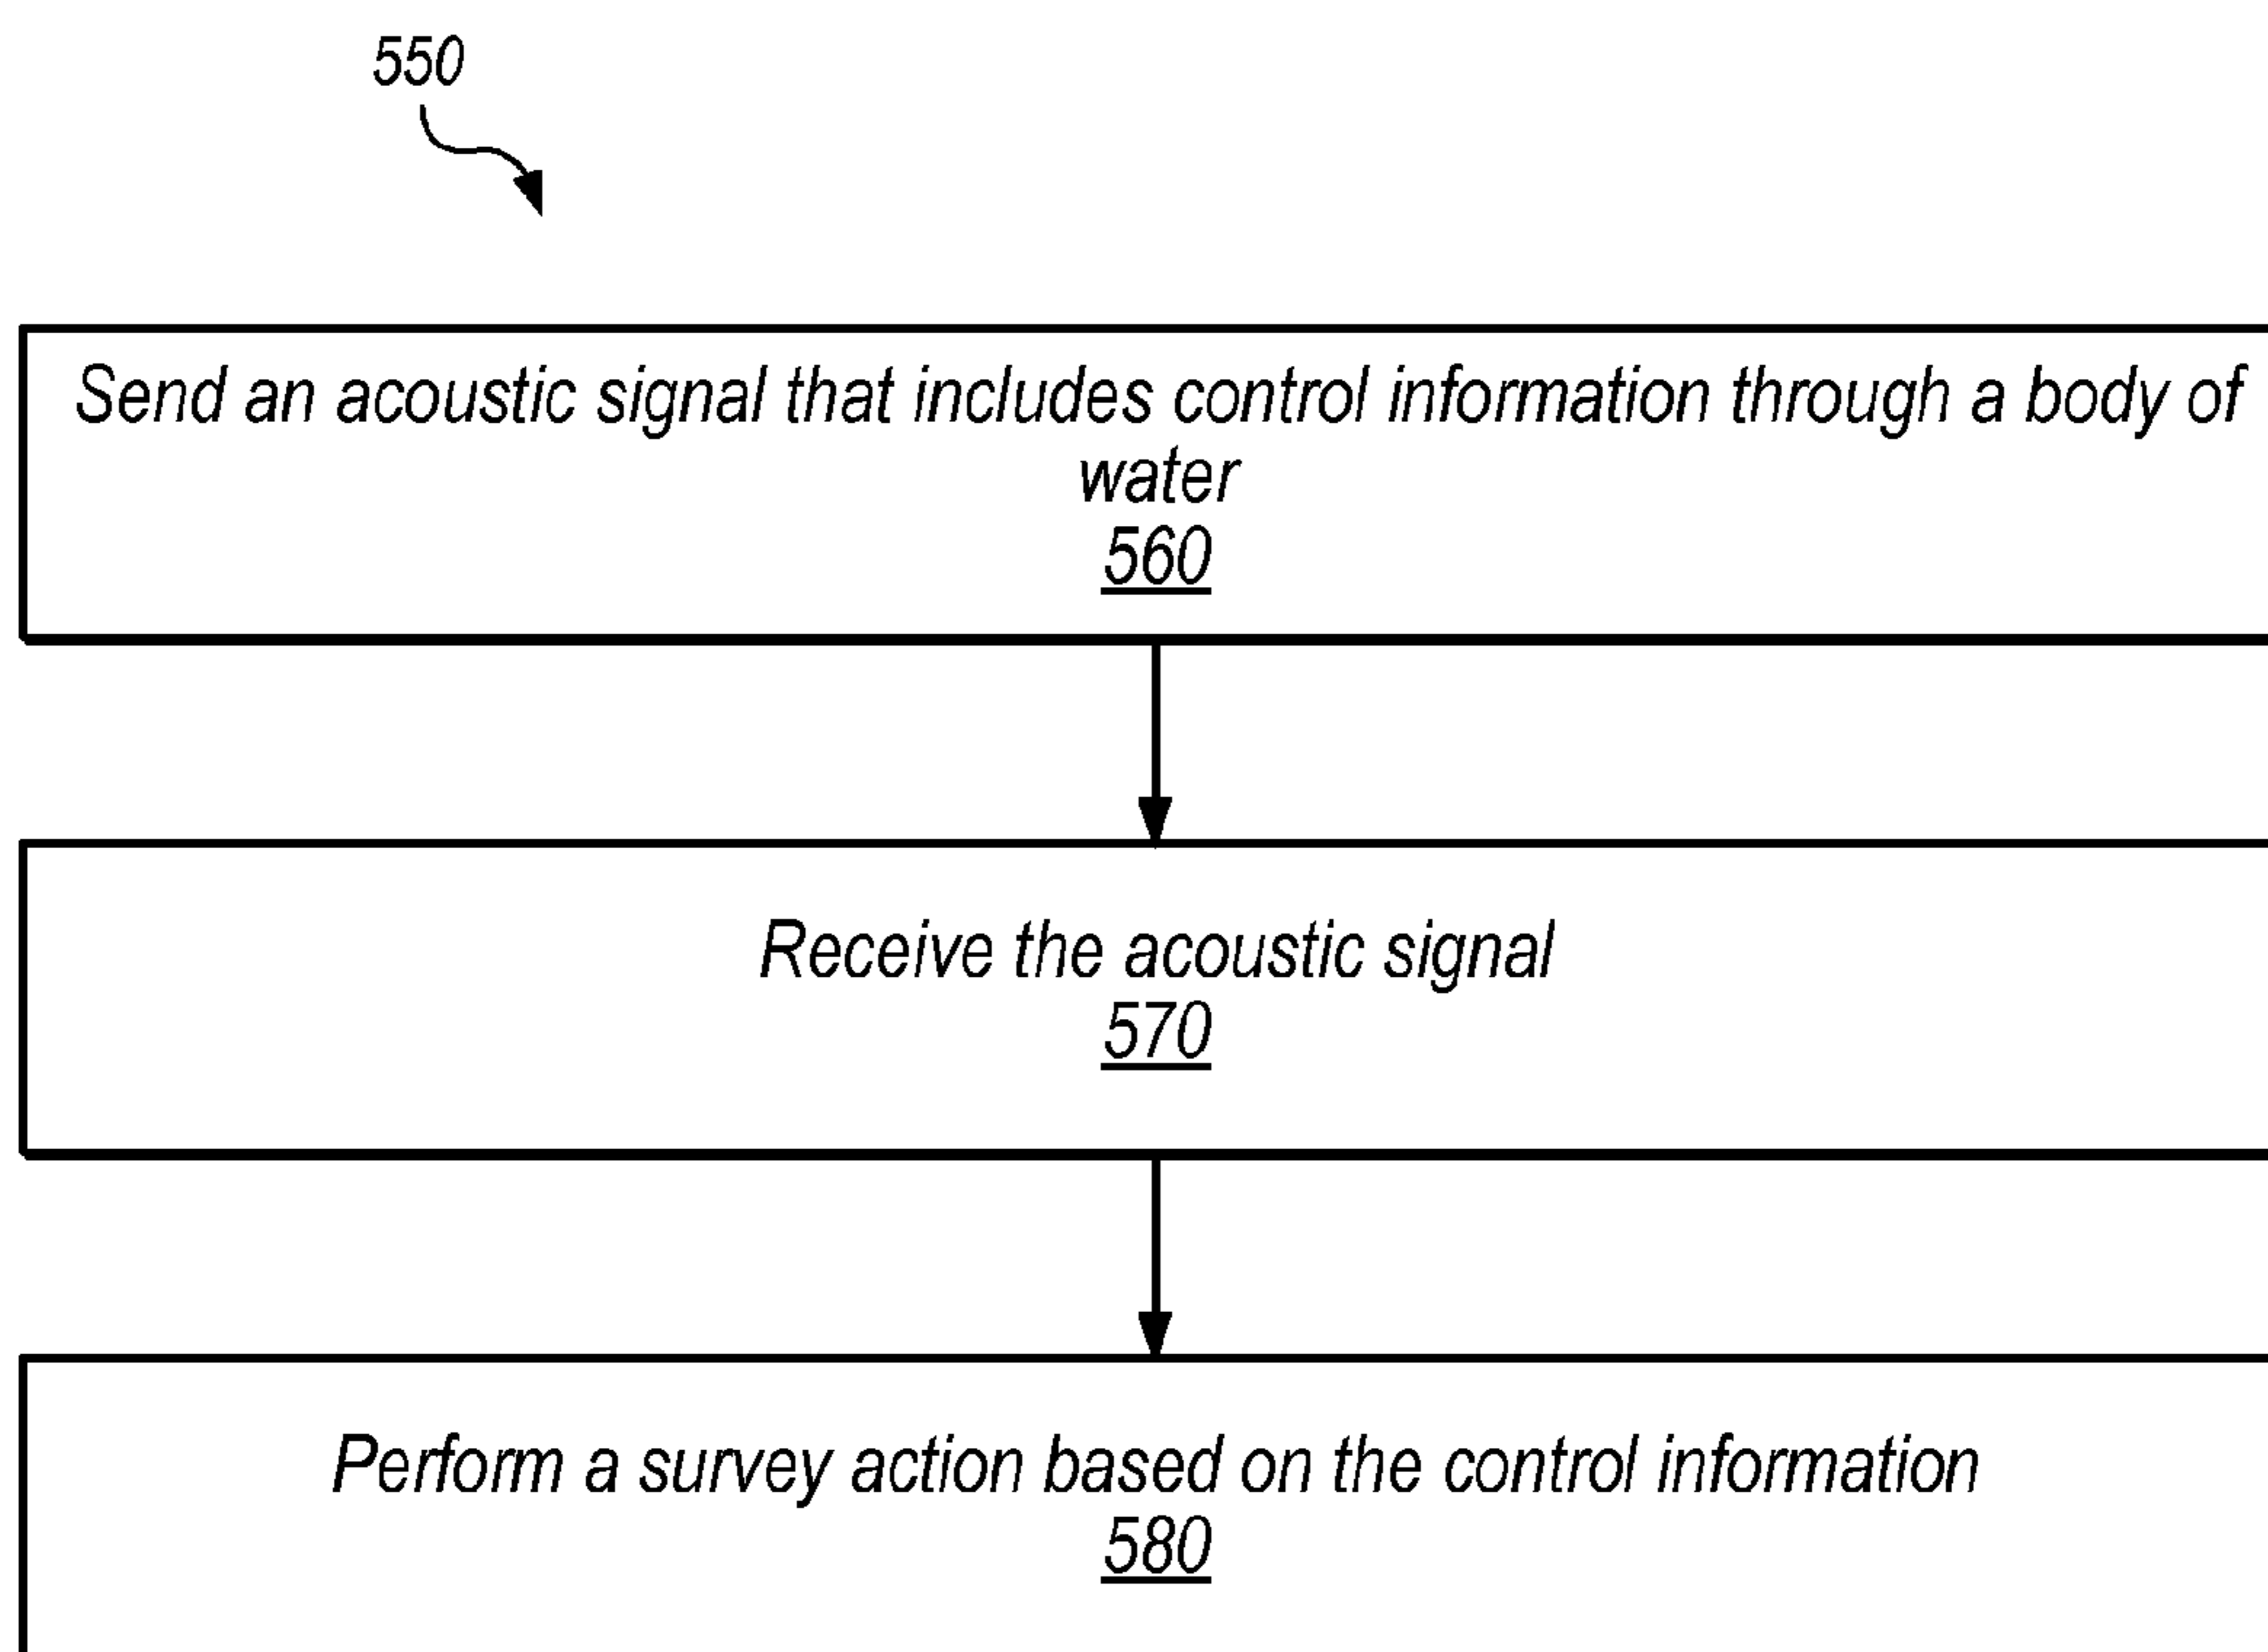 550
Send an acoustic signal that includes control information through a body of
water
560
Receive the acoustic signal
570
Perform a survey action based on the control information
580